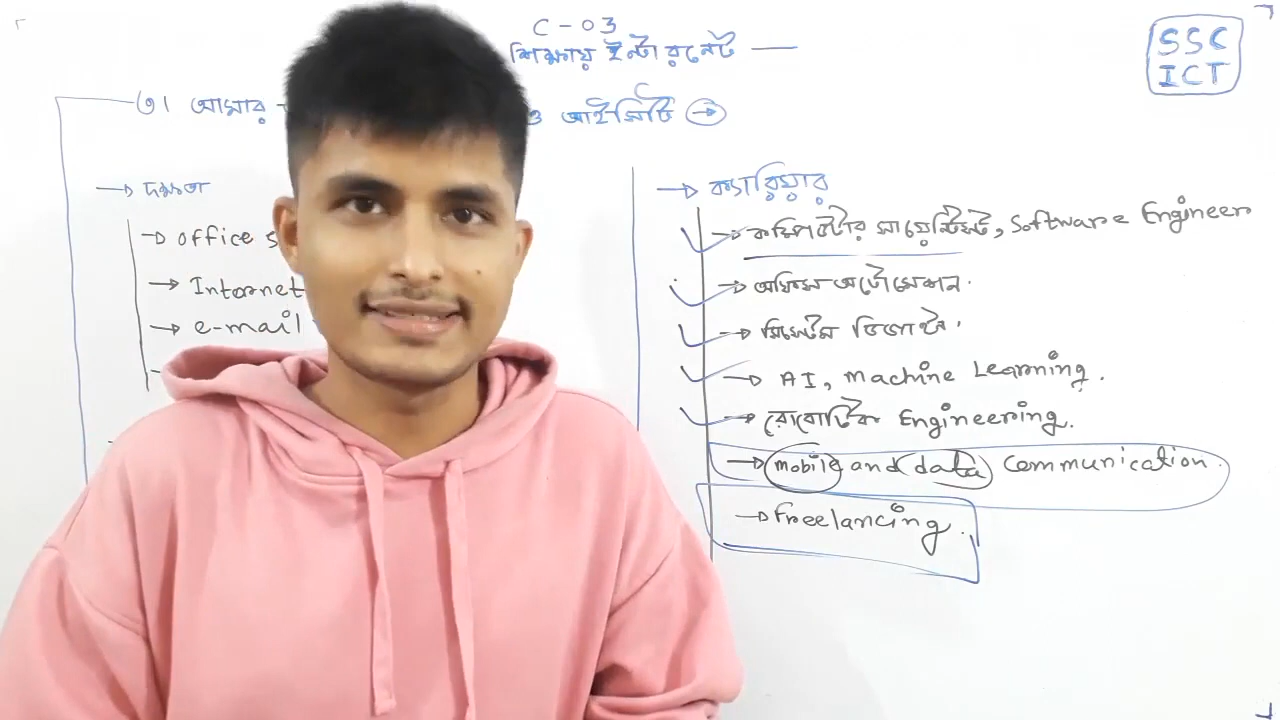 C-03
শিক্ষায় ইন্টারনেট
SSC
ICT
৩। আমার
ও আইসিটি
→ দক্ষতা
→ office s
→ Internet
→ e-mail
→ ক্যারিয়ার
→ কম্পিউটার সায়েন্টিস্ট, Software Engineer
→ অফিস অটোমেশন.
→ সিস্টেম ডিজাইন.
→ AI, Machine Learning.
→ রোবোটিক Engineering.
→ mobile and data communication.
→ freelancing.